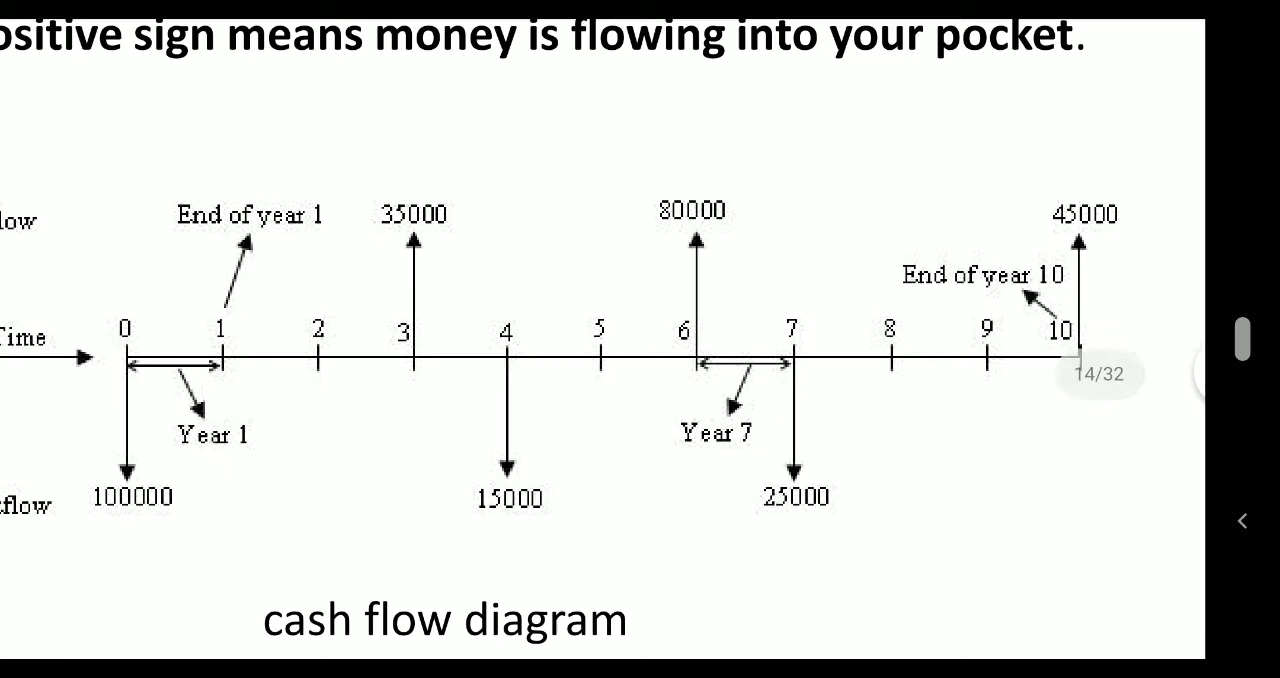 ositive sign means money is flowing into your pocket.
low End of year 1 35000 80000 45000
End of year 10
Time 0 1 2 3 4 5 6 7 8 9 10
14/32
Year 1 Year 7
flow 100000 15000 25000
cash flow diagram